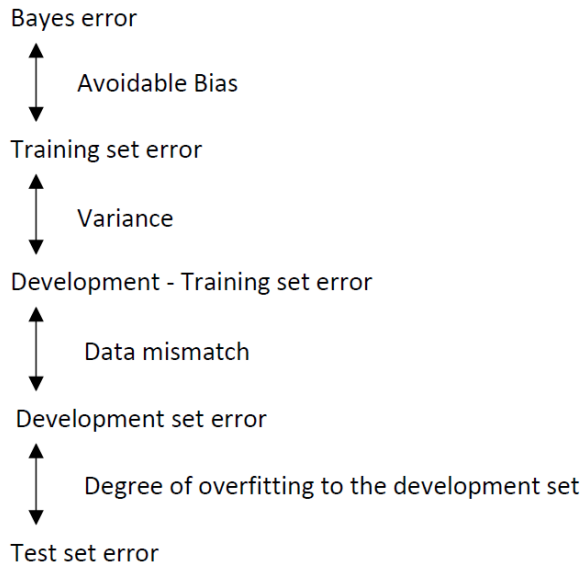 Bayes error
Avoidable Bias
Training set error
Variance
Development - Training set error
Data mismatch
Development set error
Degree of overfitting to the development set
Test set error